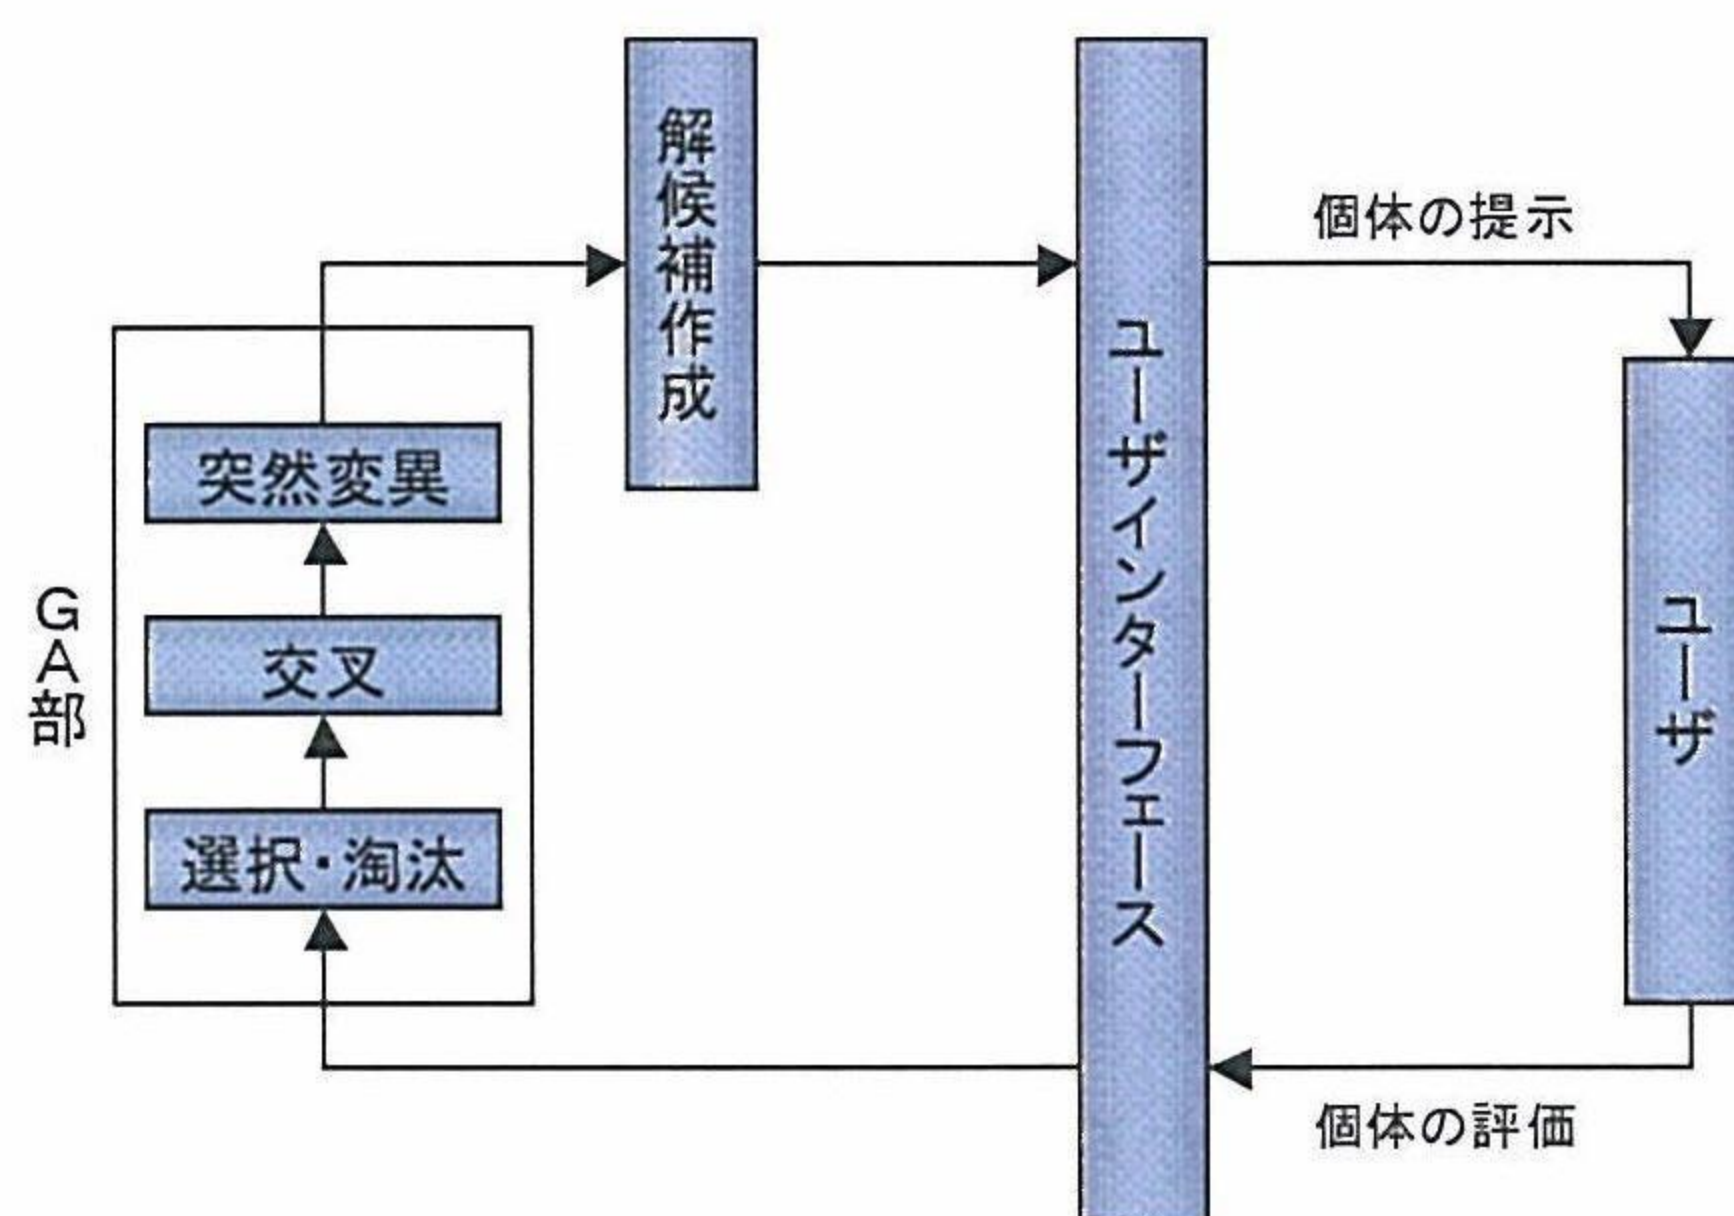 解候補作成
ユーザインターフェース
個体の提示
突然変異
交叉
選択・淘汰
GA部
ユーザ
個体の評価